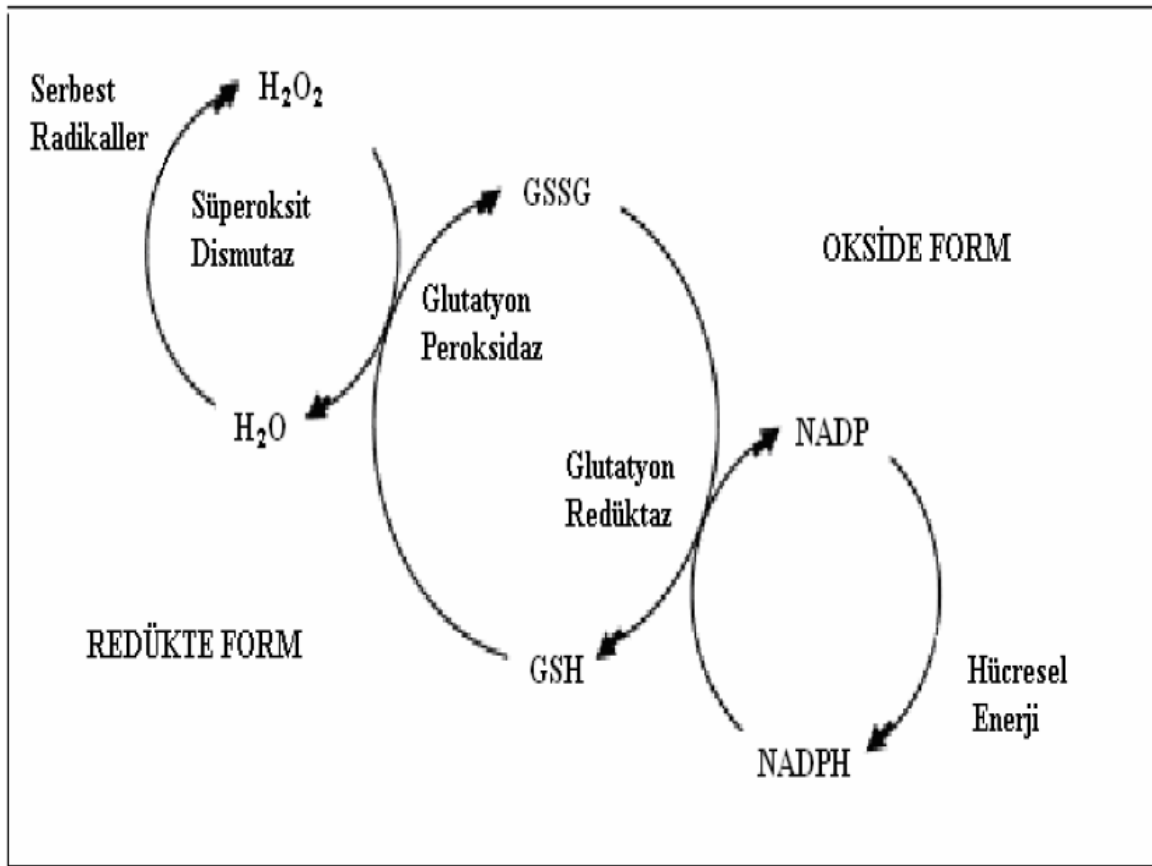 Serbest
Radikaller
H₂O₂
Süperoksit
Dismutaz
GSSG
OKSİDE FORM
Glutatyon
Peroksidaz
H₂O
NADP
Glutatyon
Redüktaz
REDÜKTE FORM
GSH
Hücresel
Enerji
NADPH